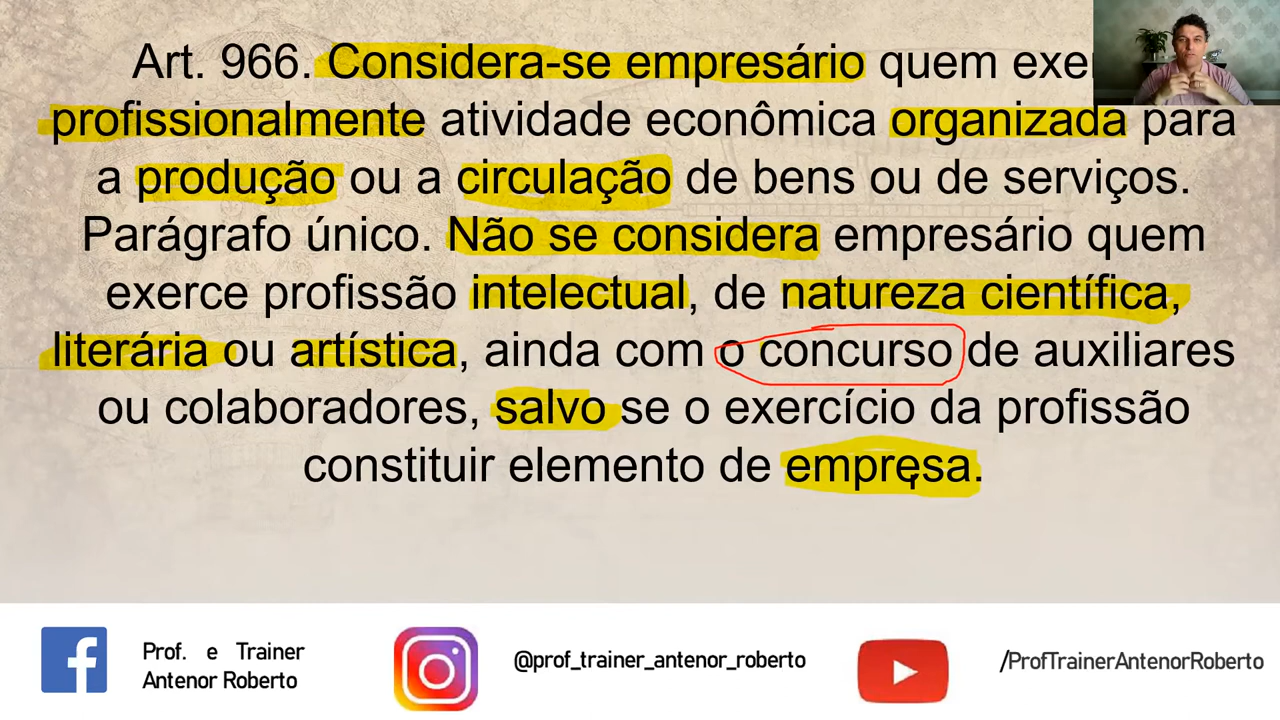 Art. 966. Considera-se empresário quem exe
profissionalmente atividade econômica organizada para
a produção ou a circulação de bens ou de serviços.
Parágrafo único. Não se considera empresário quem
exerce profissão intelectual, de natureza científica,
literária ou artística, ainda com o concurso de auxiliares
ou colaboradores, salvo se o exercício da profissão
constituir elemento de empresa.
Prof. e Trainer
Antenor Roberto
@prof_trainer_antenor_roberto
/ProfTrainerAntenorRoberto